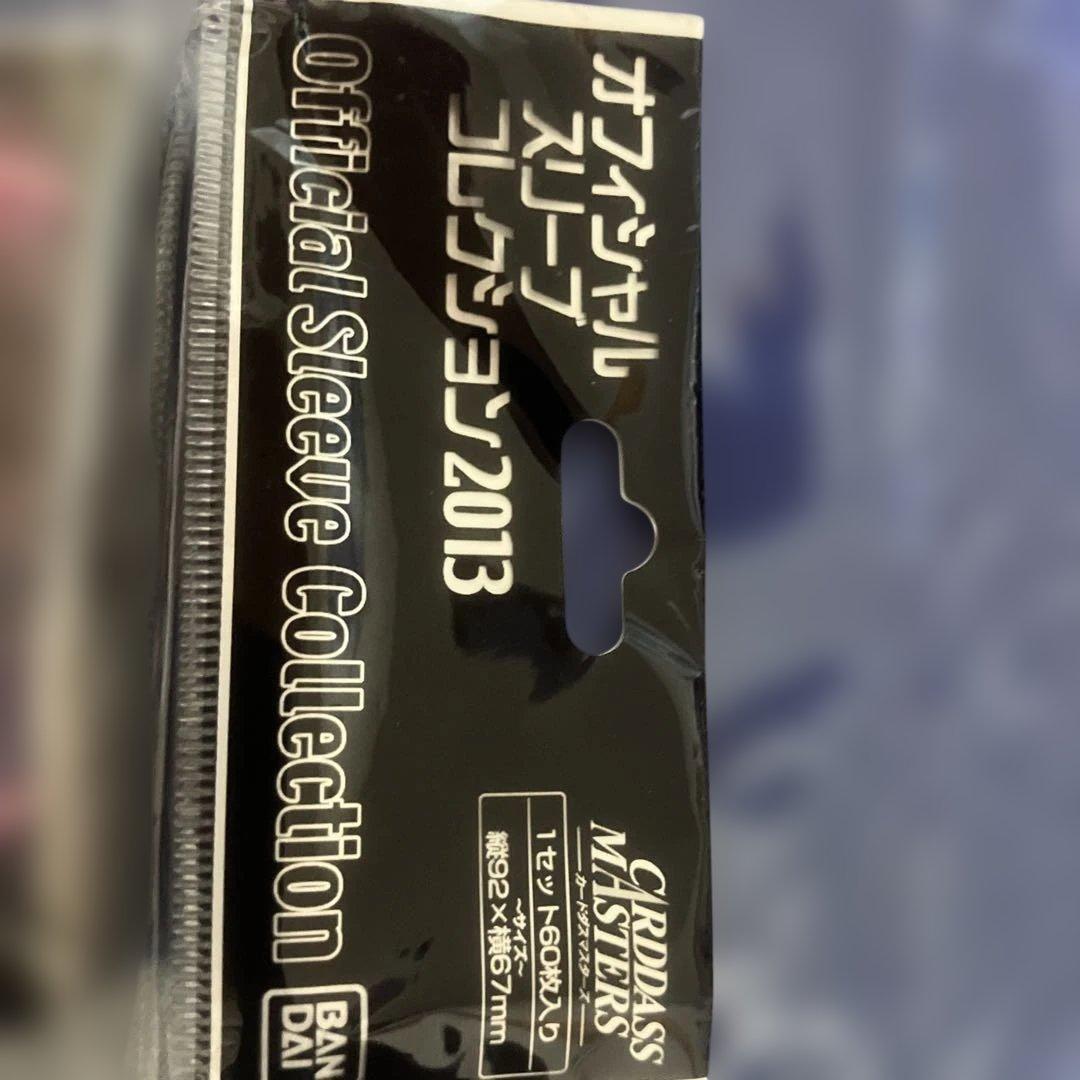 オフィシャル
スリーブ
コレクション2013
CARDDASS
MASTERS
カードダスマスターズ
1セット60枚入り
~サイズ~
縦92×横67mm
Official Sleeve Collection
BAN
DAI